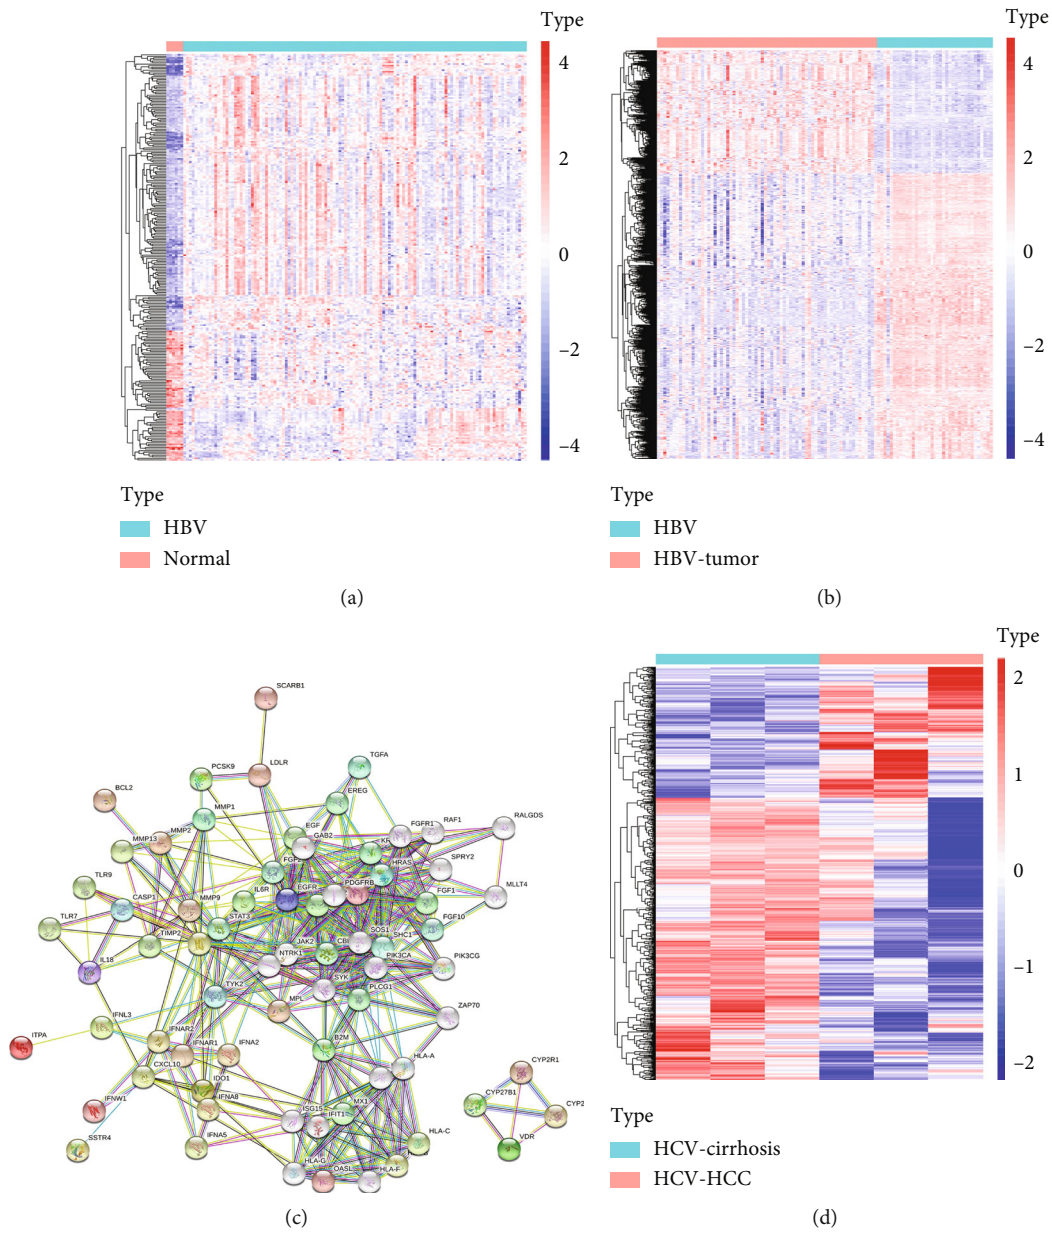 Type
4
2
0
−2
−4
Type
HBV
Normal
(a)
Type
4
2
0
−2
−4
Type
HBV
HBV-tumor
(b)
SCARB1
PCSK9
LDLR
TGFA
BCL2
MMP1
EREG
MMP13
MMP2
EGF
GAB2
FGFR1
RAF1
RALGDS
HRAS
SPRY2
TLR9
CASP1
MMP9
IL6R
EGFR
PDGFRB
FGF1
MLLT4
TLR7
TIMP2
STAT3
FGF10
IL18
JAK2
CBL
SOS1
SHC1
NTRK1
PIK3CA
PIK3CG
TYK2
SYK
PLCG1
MPL
ZAP70
IFNL3
IFNAR2
B2M
ITPA
IFNAR1
IFNA2
HLA-A
CXCL10
IDO1
CYP2R1
IFNW1
IFNA8
ISG15
IFIT1
MX1
CYP27B1
CYP2
SSTR4
IFNA5
HLA-C
VDR
HLA-G
OASL
HLA-F
(c)
Type
2
1
0
−1
−2
Type
HCV-cirrhosis
HCV-HCC
(d)